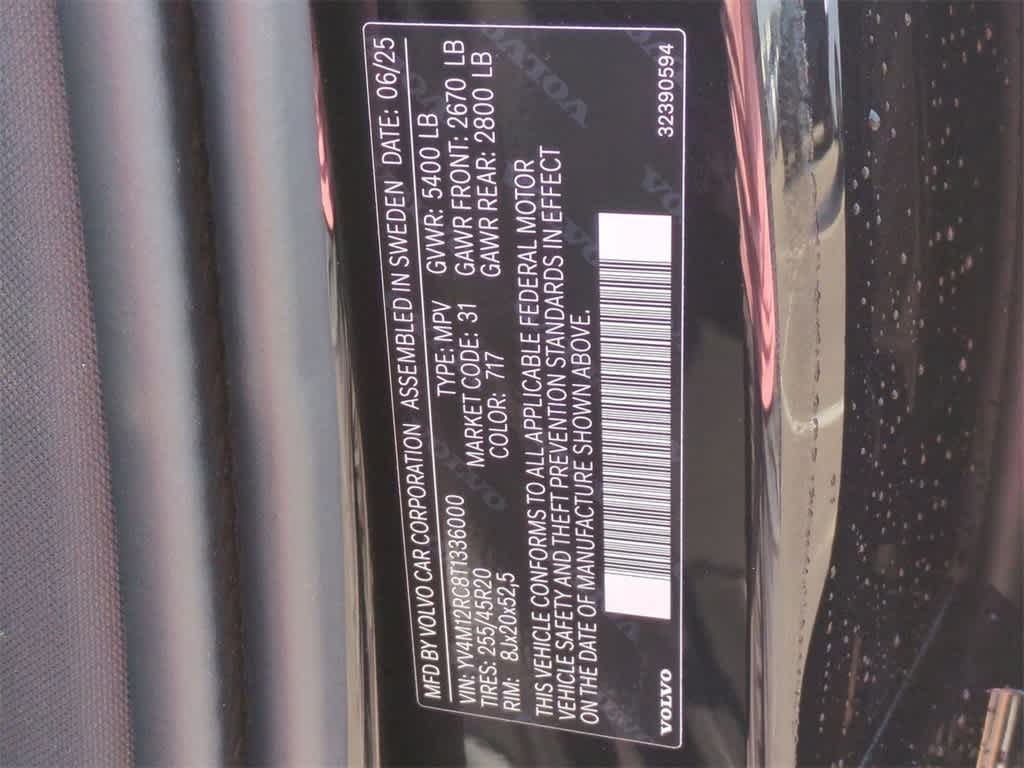 MFD BY VOLVO CAR CORPORATION ASSEMBLED IN SWEDEN DATE: 06/25
VIN: YV4M12RC8T1336000 TYPE: MPV GVWR: 5400 LB
TIRES: 255/45R20 MARKET CODE: 31 GAWR FRONT: 2670 LB
RIM: 8Jx20x52,5 COLOR: 717 GAWR REAR: 2800 LB
THIS VEHICLE CONFORMS TO ALL APPLICABLE FEDERAL MOTOR
VEHICLE SAFETY AND THEFT PREVENTION STANDARDS IN EFFECT
ON THE DATE OF MANUFACTURE SHOWN ABOVE.
VOLVO 32390594